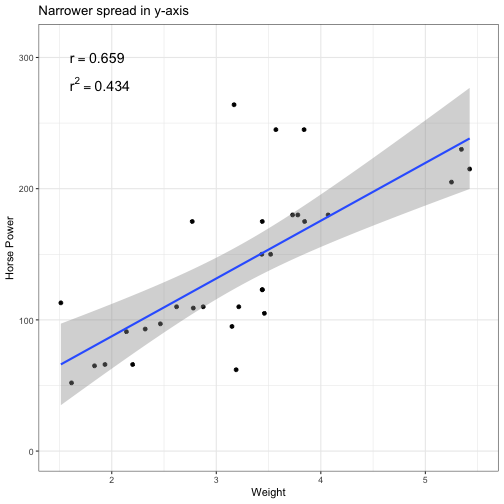 Narrower spread in y-axis
r = 0.659
r² = 0.434
300
200
100
0
Horse Power
2 3 4 5
Weight